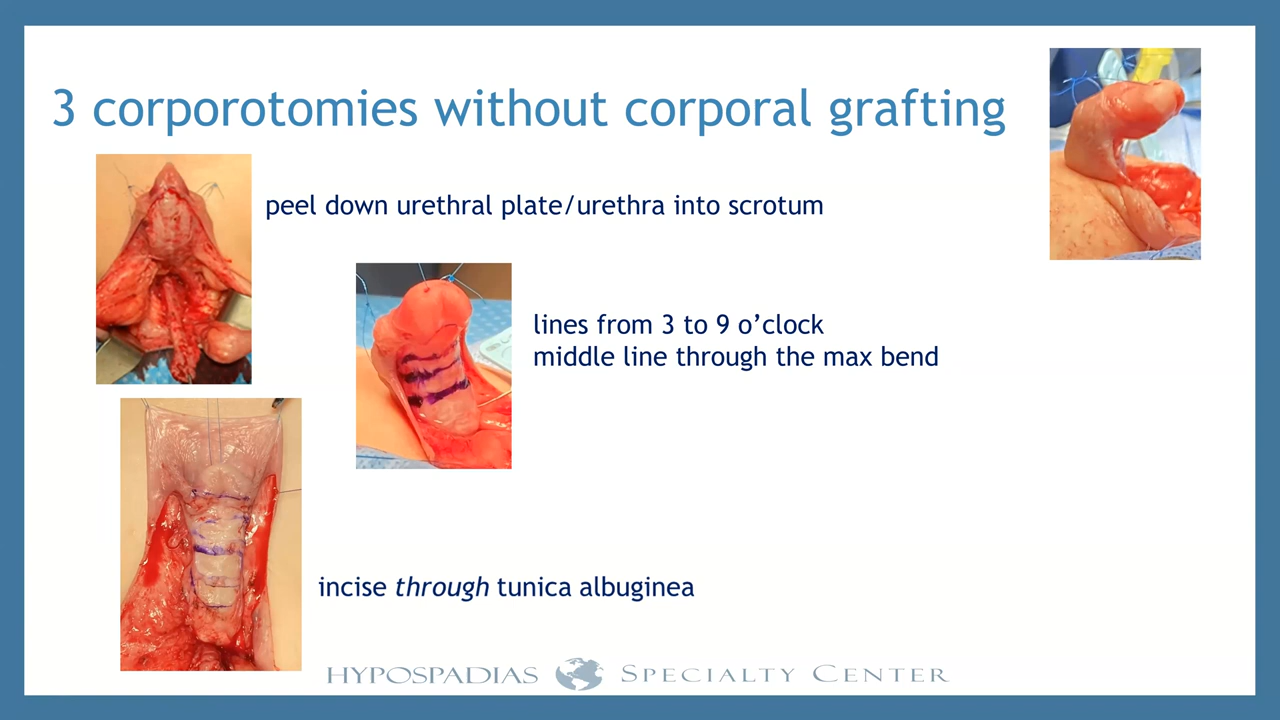 3 corporotomies without corporal grafting
peel down urethral plate/urethra into scrotum
lines from 3 to 9 o’clock
middle line through the max bend
incise through tunica albuginea
HYPOSPADIAS SPECIALTY CENTER